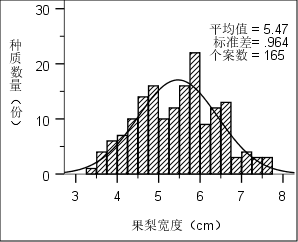 30
20
10
0
种质数量（份）
平均值 = 5.47
标准差= .964
个案数 = 165
3 4 5 6 7 8
果梨宽度（cm）